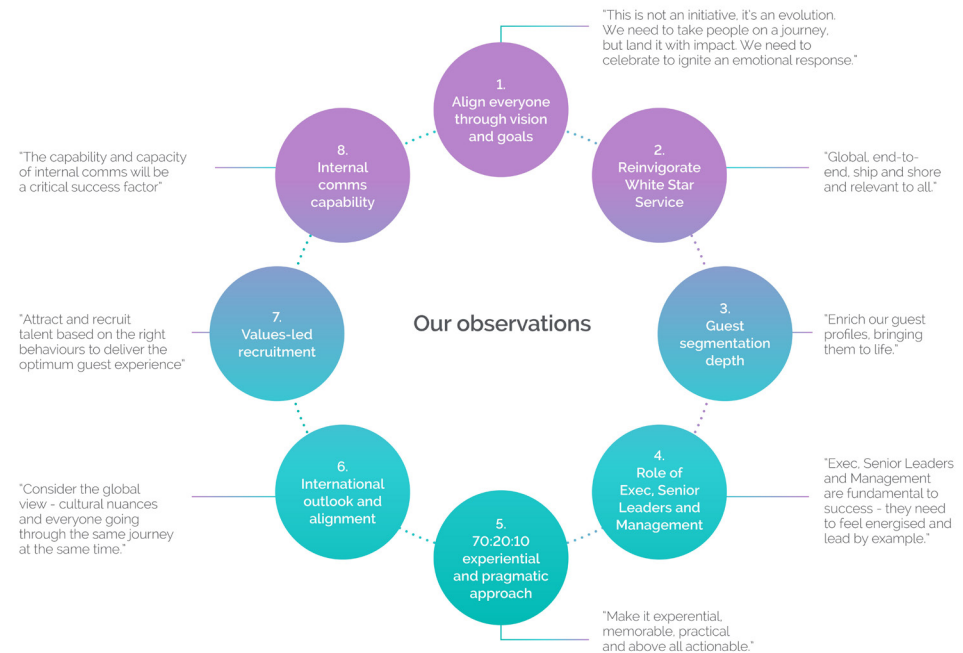 "This is not an initiative, it's an evolution.
We need to take people on a journey,
but land it with impact. We need to
celebrate to ignite an emotional response."
1.
Align everyone
through vision
and goals
2.
Reinvigorate
White Star
Service
"Global, end-to-
end, ship and shore
and relevant to all."
3.
Guest
segmentation
depth
"Enrich our guest
profiles, bringing
them to life."
4.
Role of
Exec, Senior
Leaders and
Management
"Exec, Senior Leaders
and Management
are fundamental to
success - they need
to feel energised and
lead by example."
5.
70:20:10
experiential
and pragmatic
approach
"Make it experential,
memorable, practical
and above all actionable."
6.
International
outlook and
alignment
"Consider the global
view - cultural nuances
and everyone going
through the same journey
at the same time."
7.
Values-led
recruitment
"Attract and recruit
talent based on the right
behaviours to deliver the
optimum guest experience"
8.
Internal
comms
capability
"The capability and capacity
of internal comms will be
a critical success factor"
Our observations